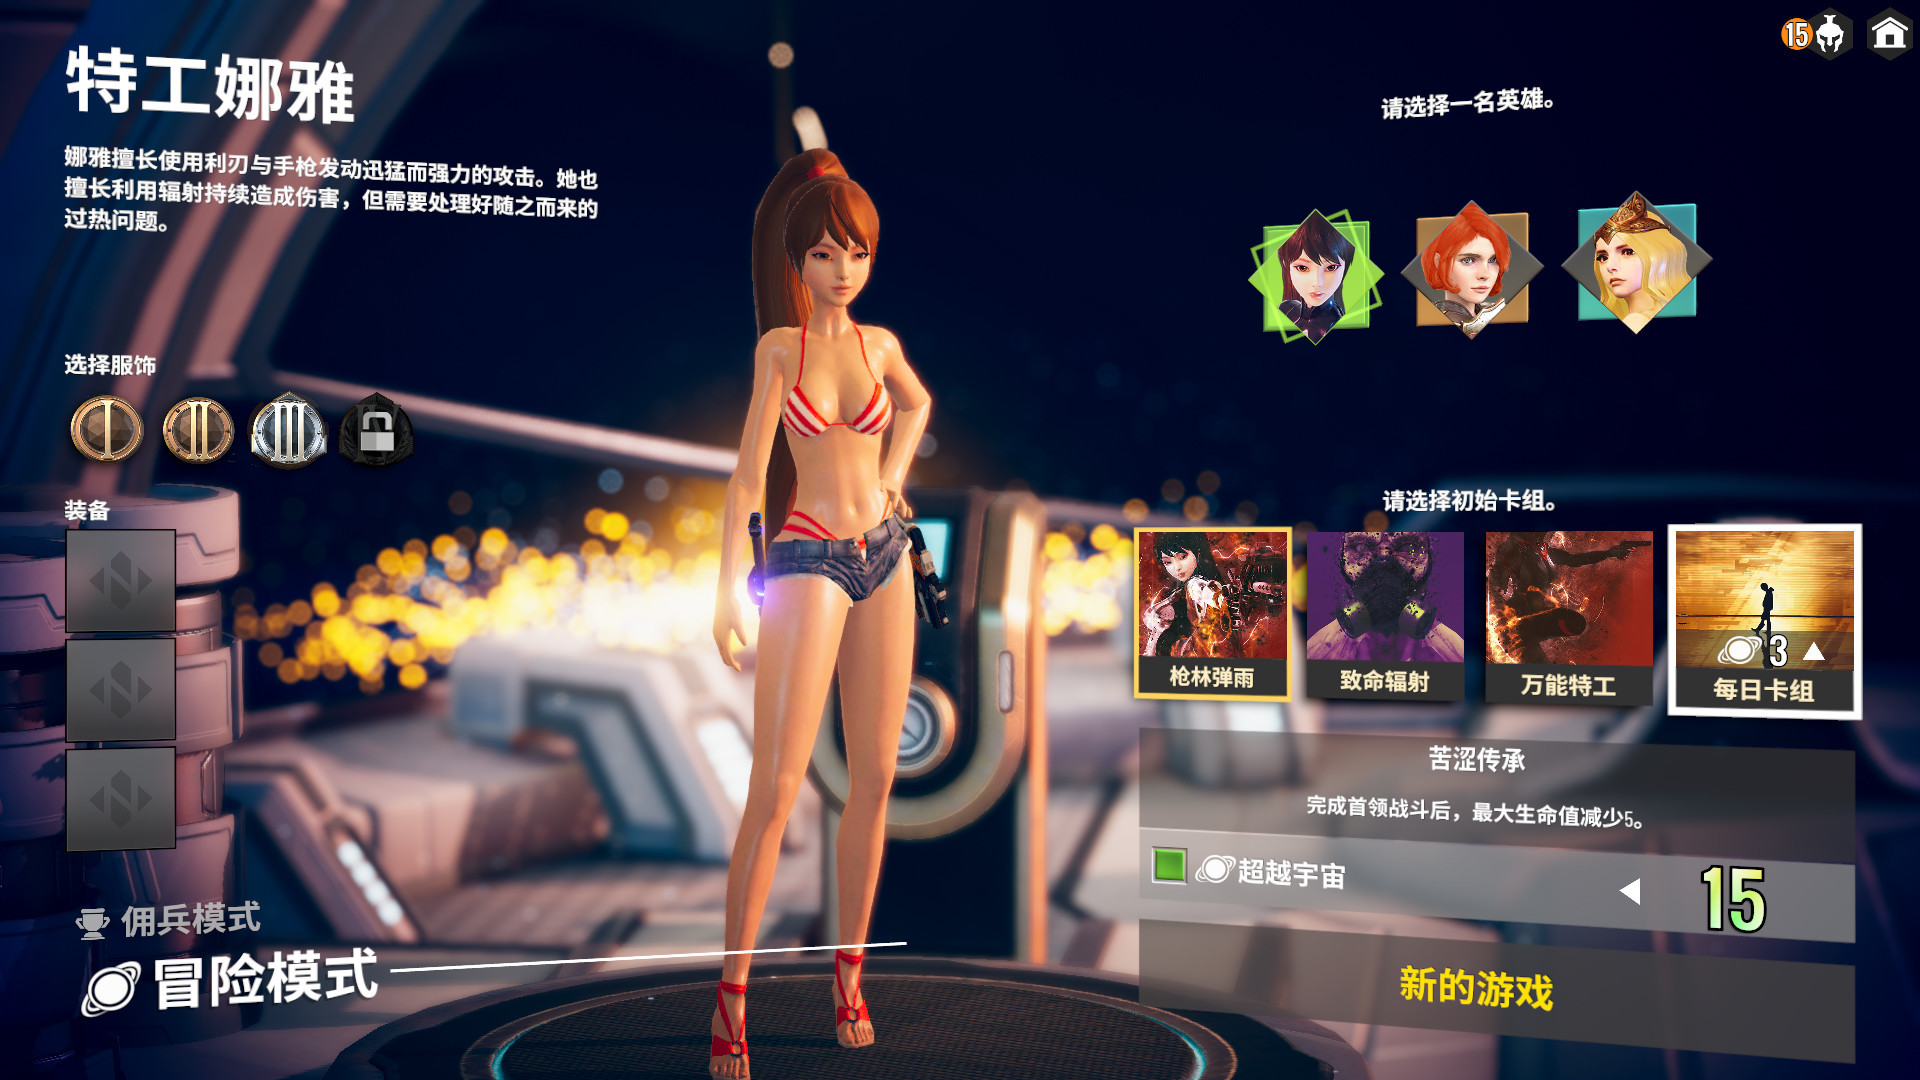 特工娜雅
娜雅擅长使用利刃与手枪发动迅猛而强力的攻击。她也
擅长利用辐射持续造成伤害，但需要处理好随之而来的
过热问题。
选择服饰
I
II
III
装备
佣兵模式
冒险模式
15
请选择一名英雄。
请选择初始卡组。
枪林弹雨
致命辐射
万能特工
3
每日卡组
苦涩传承
完成首领战斗后，最大生命值减少5。
超越宇宙
15
新的游戏